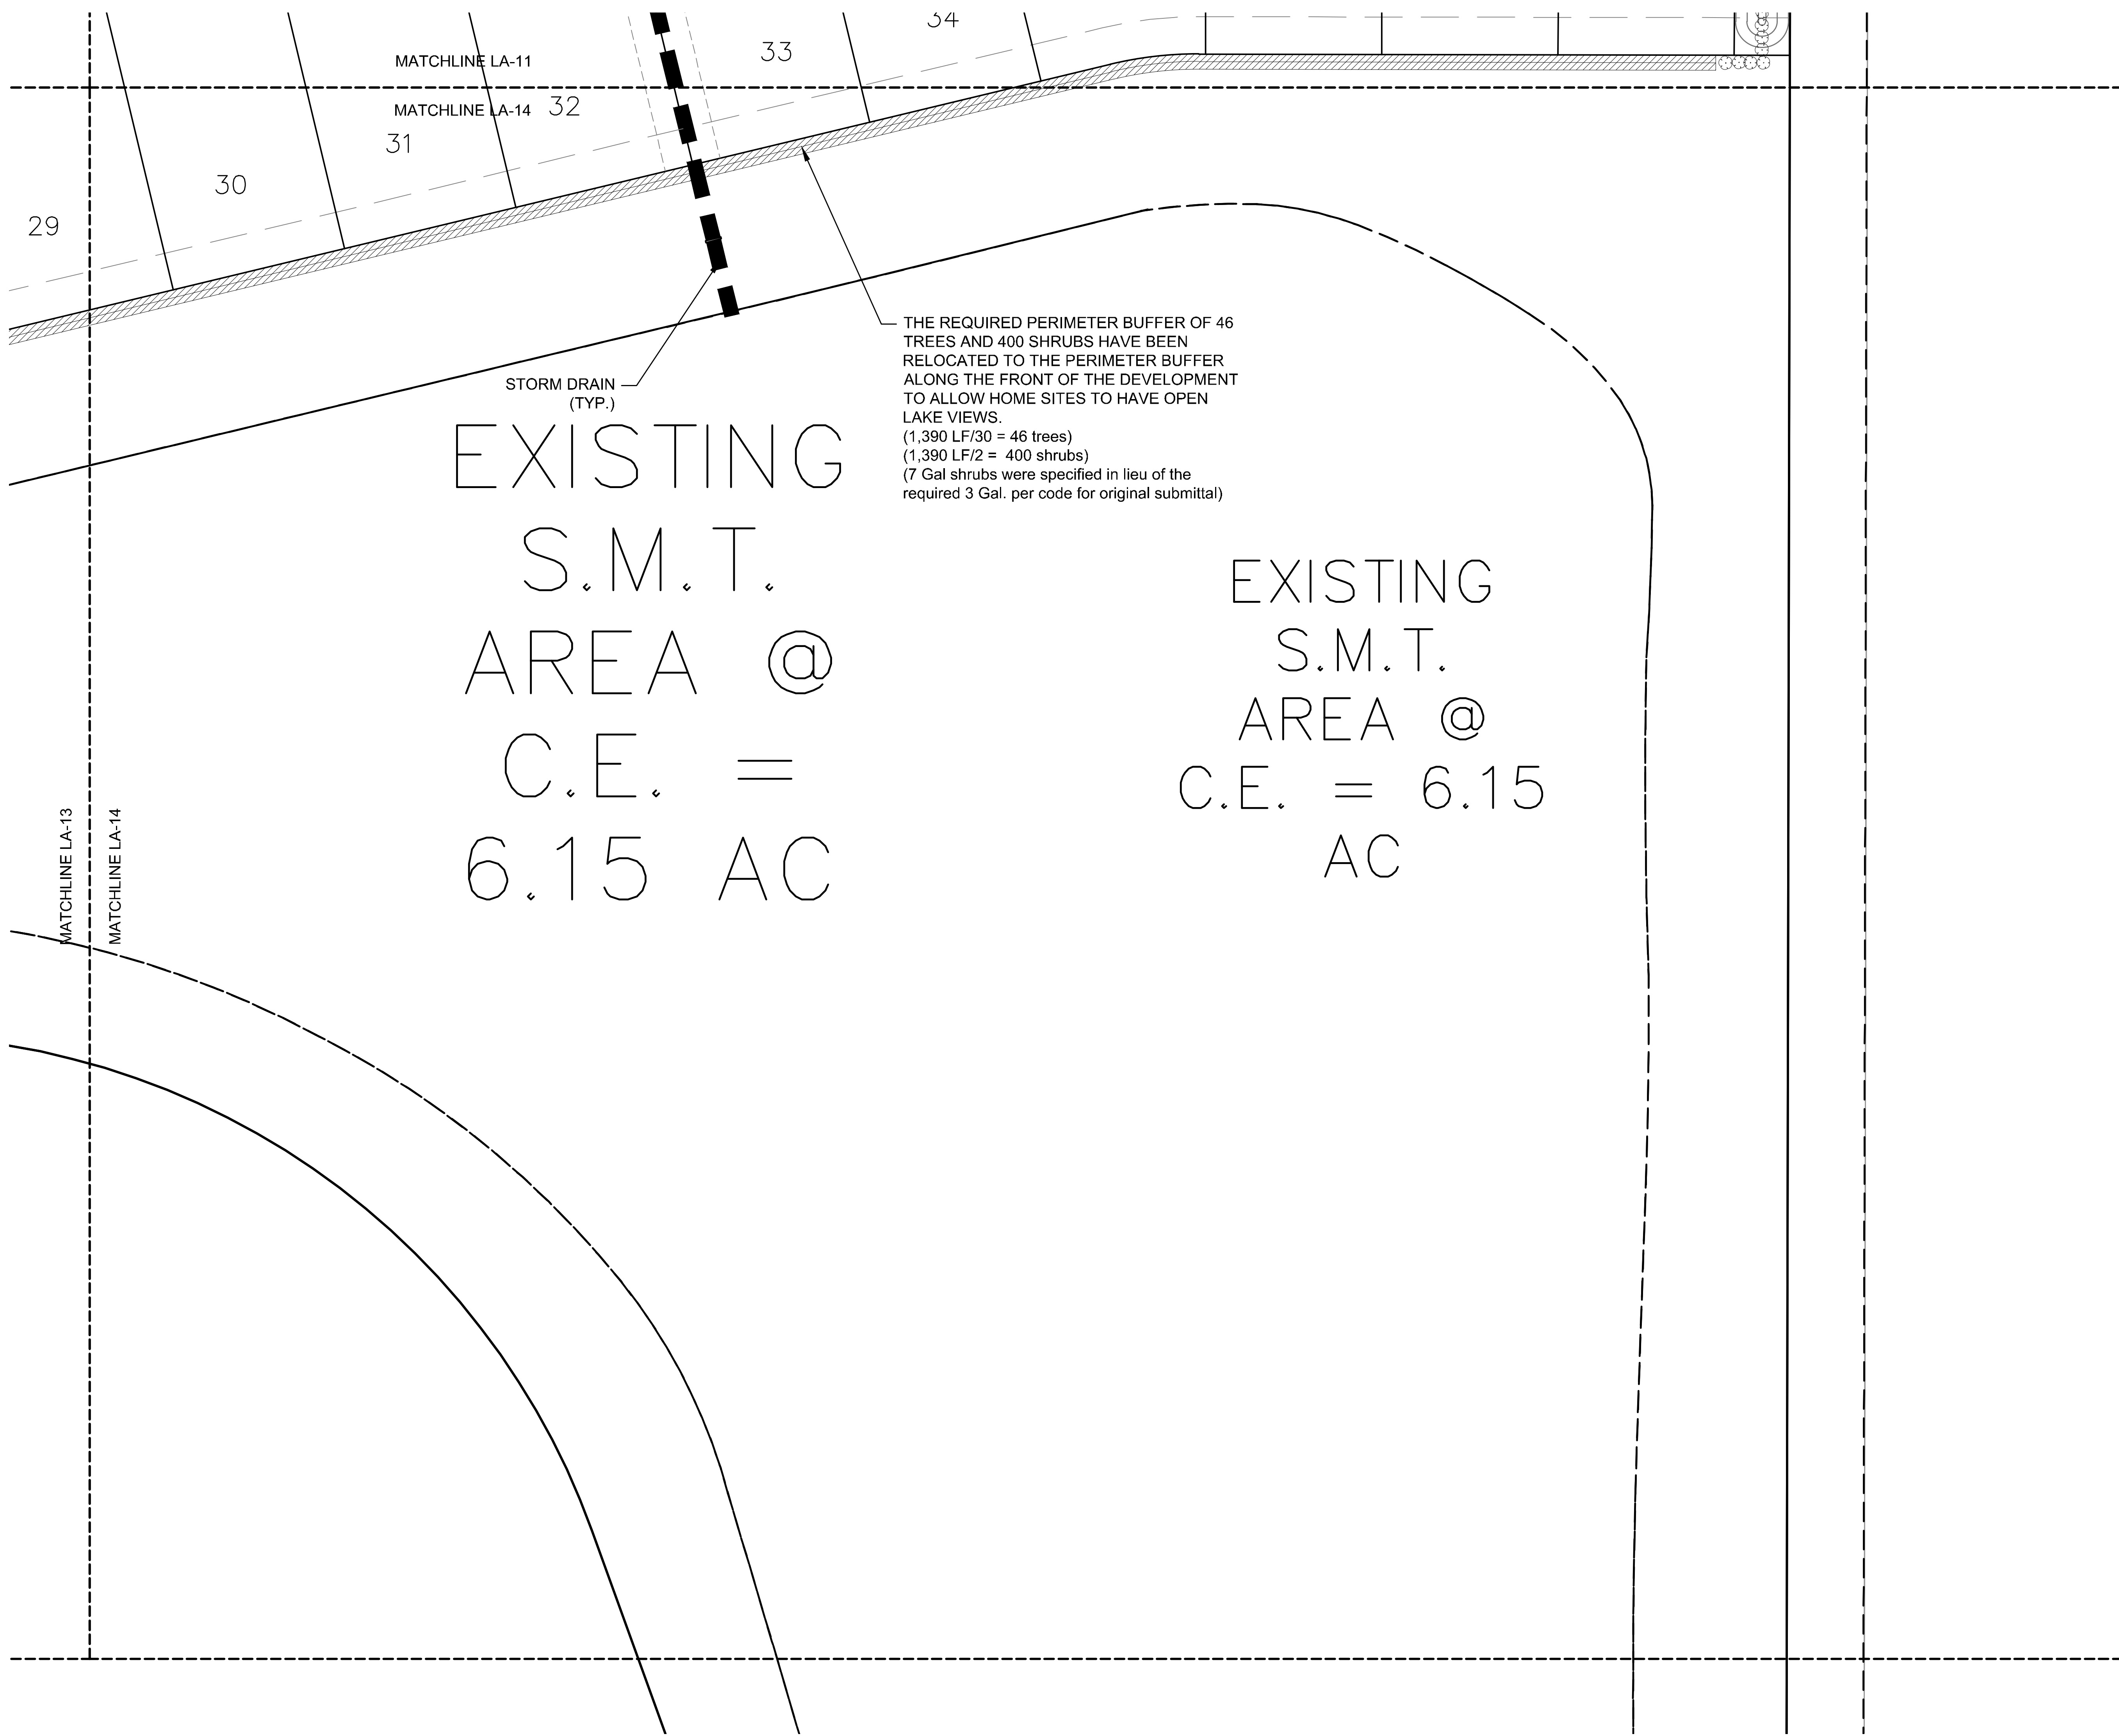 34
33
MATCHLINE LA-11
MATCHLINE LA-14
32
31
30
29
THE REQUIRED PERIMETER BUFFER OF 46
TREES AND 400 SHRUBS HAVE BEEN
RELOCATED TO THE PERIMETER BUFFER
ALONG THE FRONT OF THE DEVELOPMENT
TO ALLOW HOME SITES TO HAVE OPEN
LAKE VIEWS.
(1,390 LF/30 = 46 trees)
(1,390 LF/2 = 400 shrubs)
(7 Gal shrubs were specified in lieu of the
required 3 Gal. per code for original submittal)
STORM DRAIN
(TYP.)
EXISTING
S.M.T.
AREA @
C.E. =
6.15 AC
EXISTING
S.M.T.
AREA @
C.E. = 6.15
AC
MATCHLINE LA-13
MATCHLINE LA-14